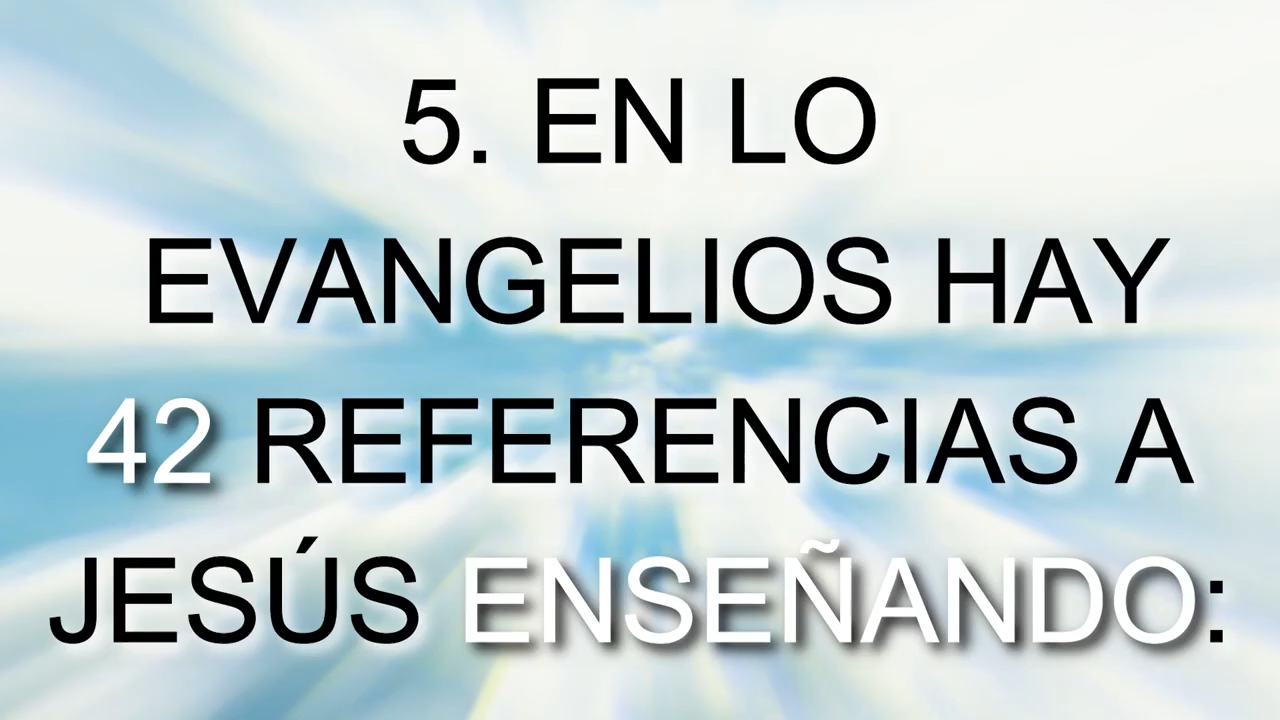 5. EN LO
EVANGELIOS HAY
42 REFERENCIAS A
JESÚS ENSEÑANDO: